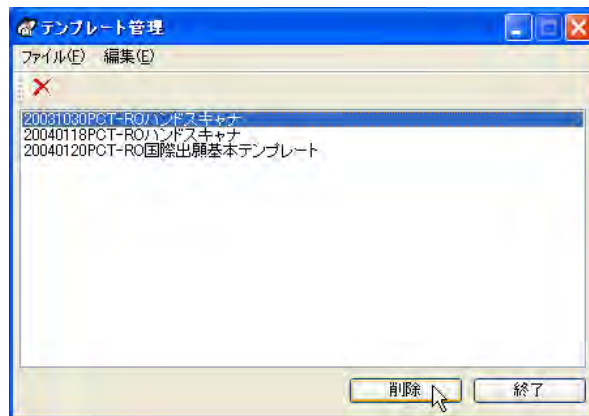 テンプレート管理
ファイル(F) 編集(E)
20031030PCT-ROハンドスキャナ
20040118PCT-ROハンドスキャナ
20040120PCT-RO国際出願基本テンプレート
削除 終了